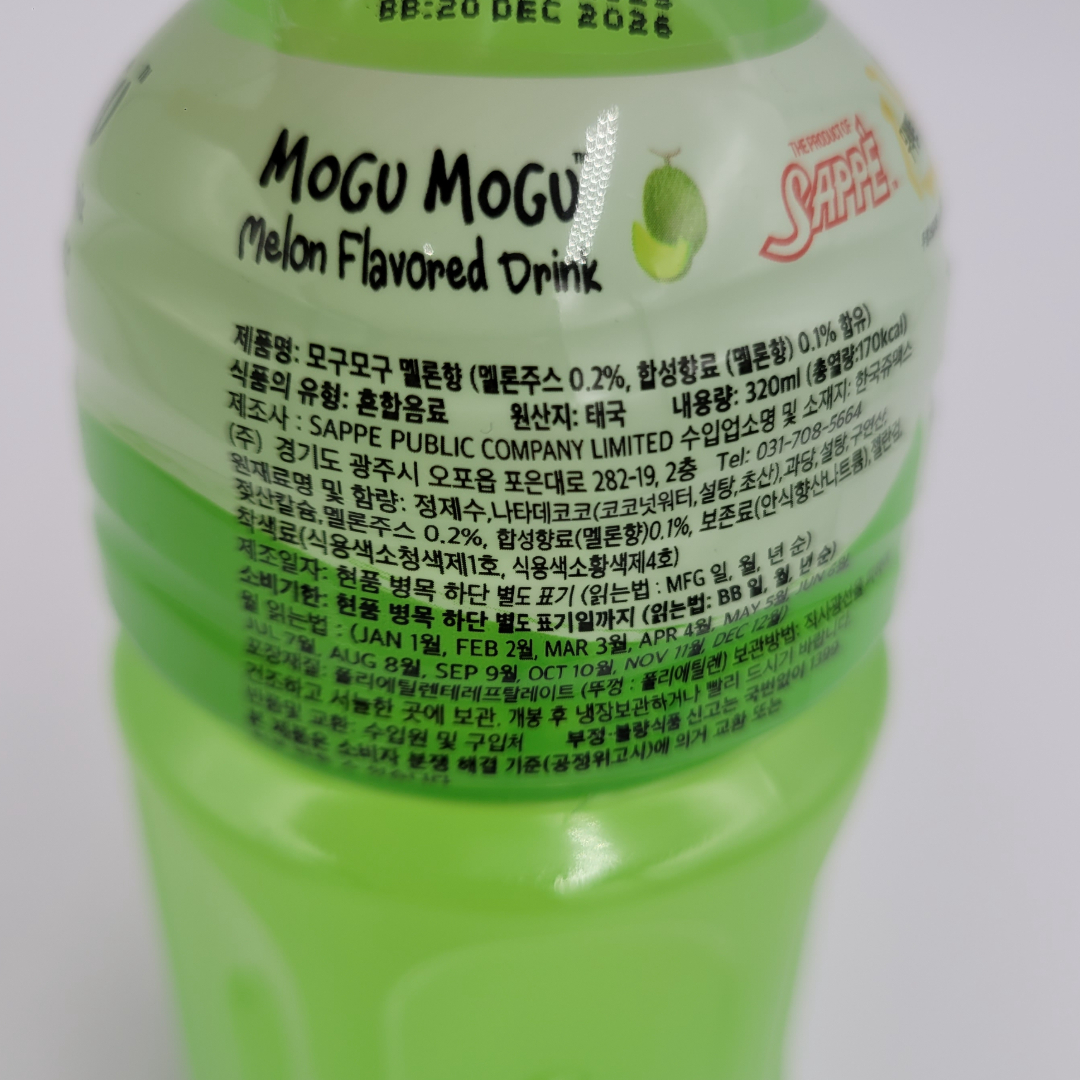 BB:20 DEC 2026
MOGU MOGU™
Melon Flavored Drink
THE PRODUCT OF
SAPPE
제품명: 모구모구 멜론향 (멜론주스 0.2%, 합성향료 (멜론향) 0.1% 함유)
식품의 유형: 혼합음료 원산지: 태국 내용량: 320ml (총열량:170kcal)
제조사 : SAPPE PUBLIC COMPANY LIMITED 수입업소명 및 소재지: 한국쥬맥스
(주) 경기도 광주시 오포읍 포은대로 282-19, 2층 Tel: 031-708-5664
원재료명 및 함량: 정제수,나타데코코(코코넛워터,설탕,초산),과당,설탕,구연산,
젖산칼슘,멜론주스 0.2%, 합성향료(멜론향)0.1%, 보존료(안식향산나트륨),젤란검,
착색료(식용색소청색제1호, 식용색소황색제4호)
제조일자: 현품 병목 하단 별도 표기 (읽는법 : MFG 일, 월, 년 순)
소비기한: 현품 병목 하단 별도 표기일까지 (읽는법: BB 일, 월, 년 순)
월 읽는법 : (JAN 1월, FEB 2월, MAR 3월, APR 4월, MAY 5월, JUN 6월,
JUL 7월, AUG 8월, SEP 9월, OCT 10월, NOV 11월, DEC 12월)
포장재질: 폴리에틸렌테레프탈레이트 (뚜껑 : 폴리에틸렌) 보관방법: 직사광선을
건조하고 서늘한 곳에 보관. 개봉 후 냉장보관하거나 빨리 드시기 바랍니다.
반품및 교환: 수입원 및 구입처 부정·불량식품 신고는 국번없이 1399
본 제품은 소비자 분쟁 해결 기준(공정위고시)에 의거 교환 또는